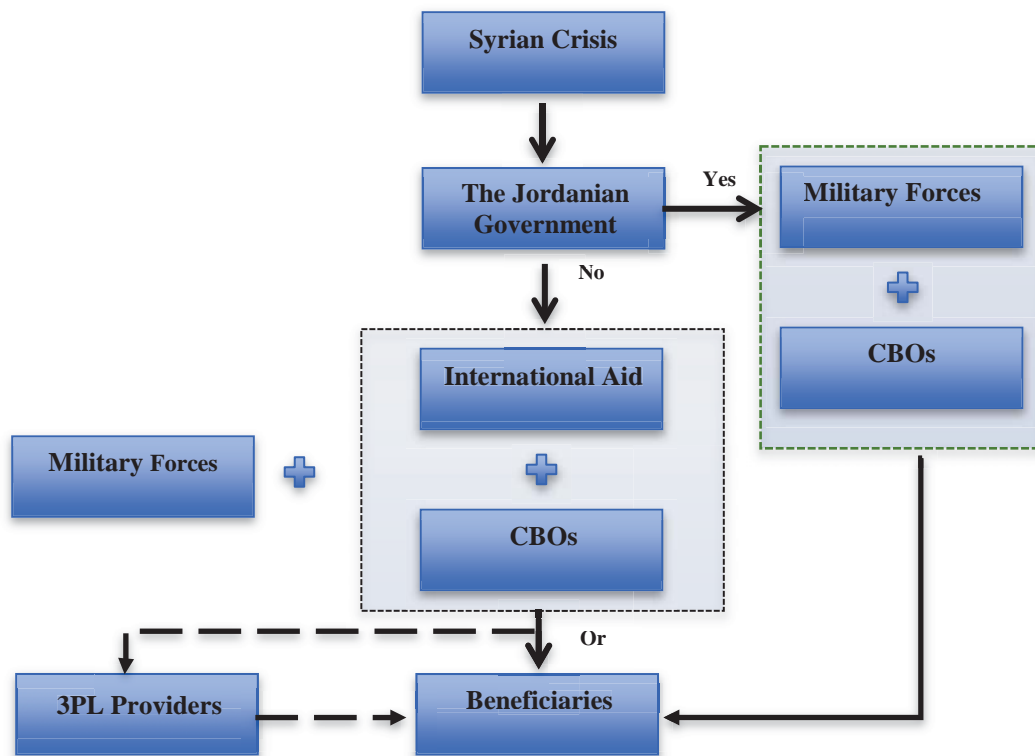 Syrian Crisis
The Jordanian
Government
Yes
Military Forces
CBOs
No
International Aid
Military Forces
CBOs
Or
3PL Providers
Beneficiaries